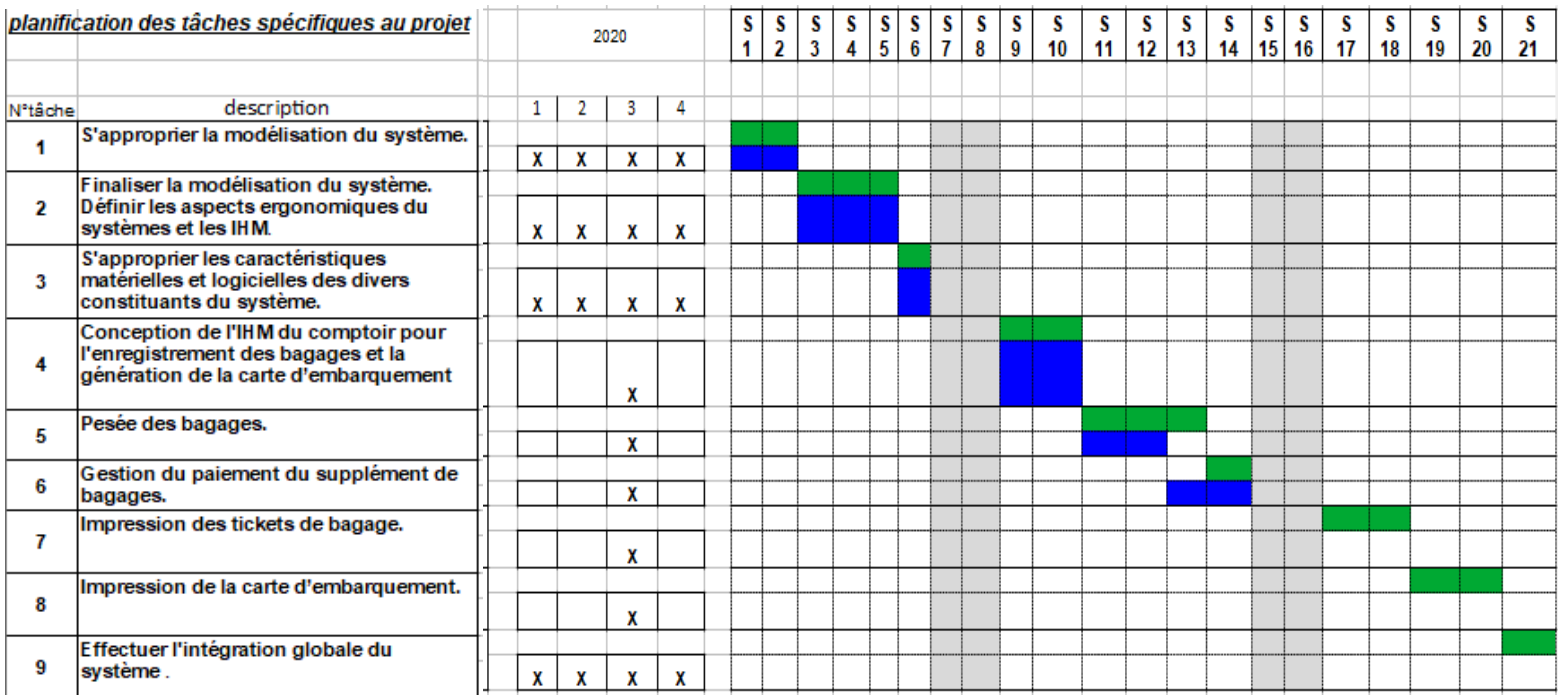 planification des tâches spécifiques au projet
2020
S S S S S S S S S S S S S S S S S S S S S
1 2 3 4 5 6 7 8 9 10 11 12 13 14 15 16 17 18 19 20 21
N°tâche description 1 2 3 4
1 S'approprier la modélisation du système.
X X X X
Finaliser la modélisation du système.
2 Définir les aspects ergonomiques du
systèmes et les IHM. X X X X
S'approprier les caractéristiques
3 matérielles et logicielles des divers
constituants du système. X X X X
Conception de l'IHM du comptoir pour
4 l'enregistrement des bagages et la
génération de la carte d'embarquement
X
5 Pesée des bagages.
X
6 Gestion du paiement du supplément de
bagages. X
7 Impression des tickets de bagage.
X
8 Impression de la carte d'embarquement.
X
Effectuer l'intégration globale du
9 système . X X X X